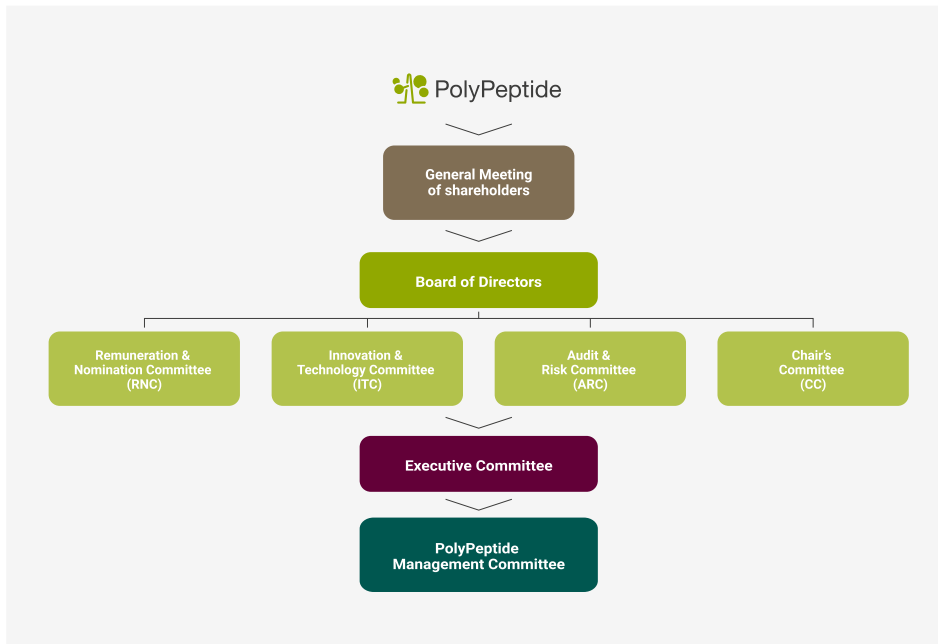 PolyPeptide
General Meeting
of shareholders
Board of Directors
Remuneration &
Nomination Committee
(RNC)
Innovation &
Technology Committee
(ITC)
Audit &
Risk Committee
(ARC)
Chair's
Committee
(CC)
Executive Committee
PolyPeptide
Management Committee